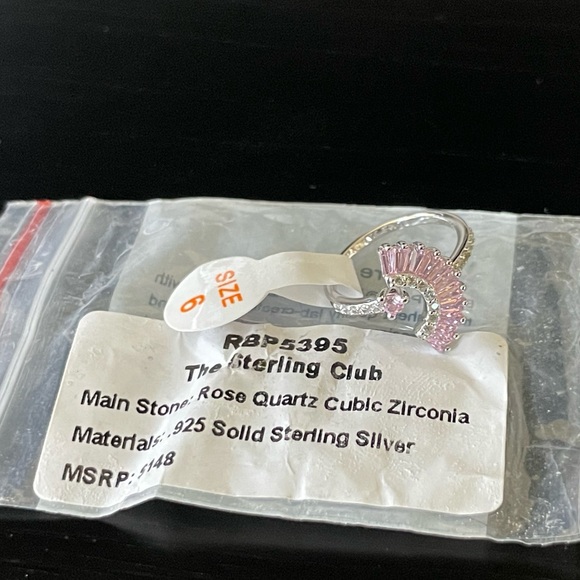 SIZE
6
RBP5395
The Sterling Club
Main Stone: Rose Quartz Cubic Zirconia
Materials: .925 Solid Sterling Silver
MSRP: $148